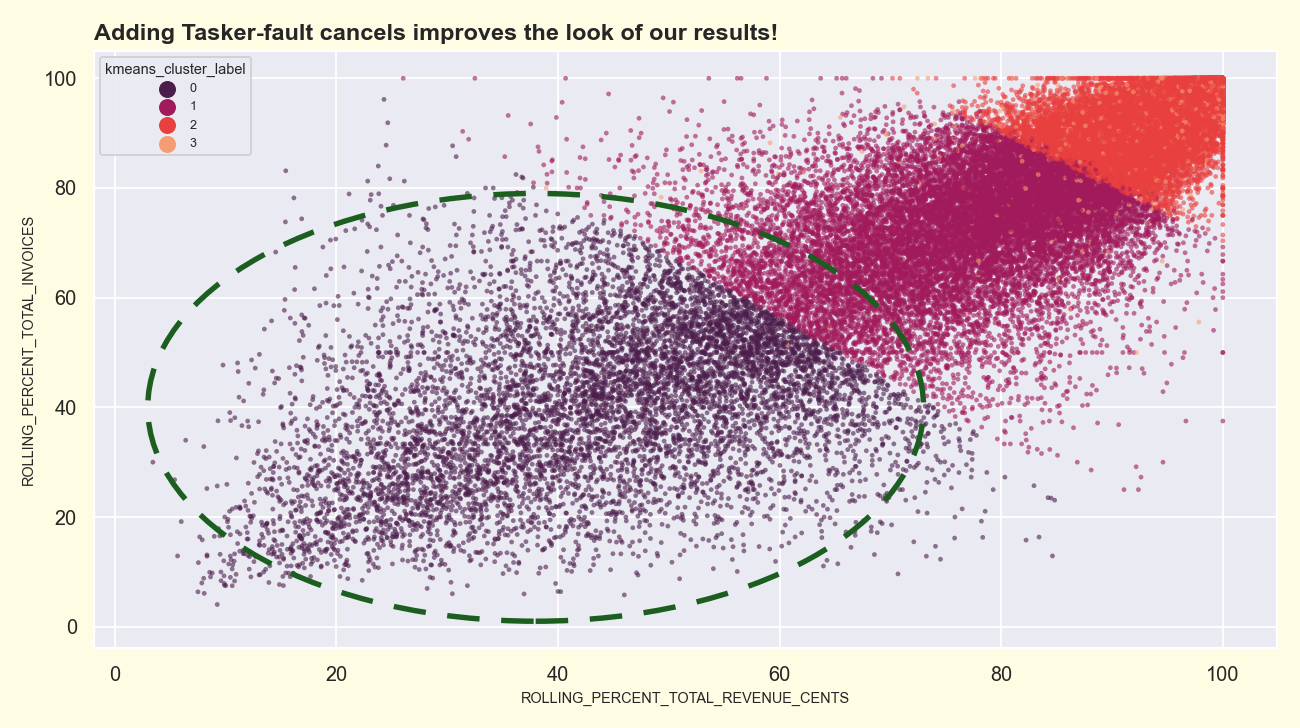 Adding Tasker-fault cancels improves the look of our results!
kmeans_cluster_label
0
1
2
3
100
80
60
40
20
0
ROLLING_PERCENT_TOTAL_INVOICES
0 20 40 60 80 100
ROLLING_PERCENT_TOTAL_REVENUE_CENTS